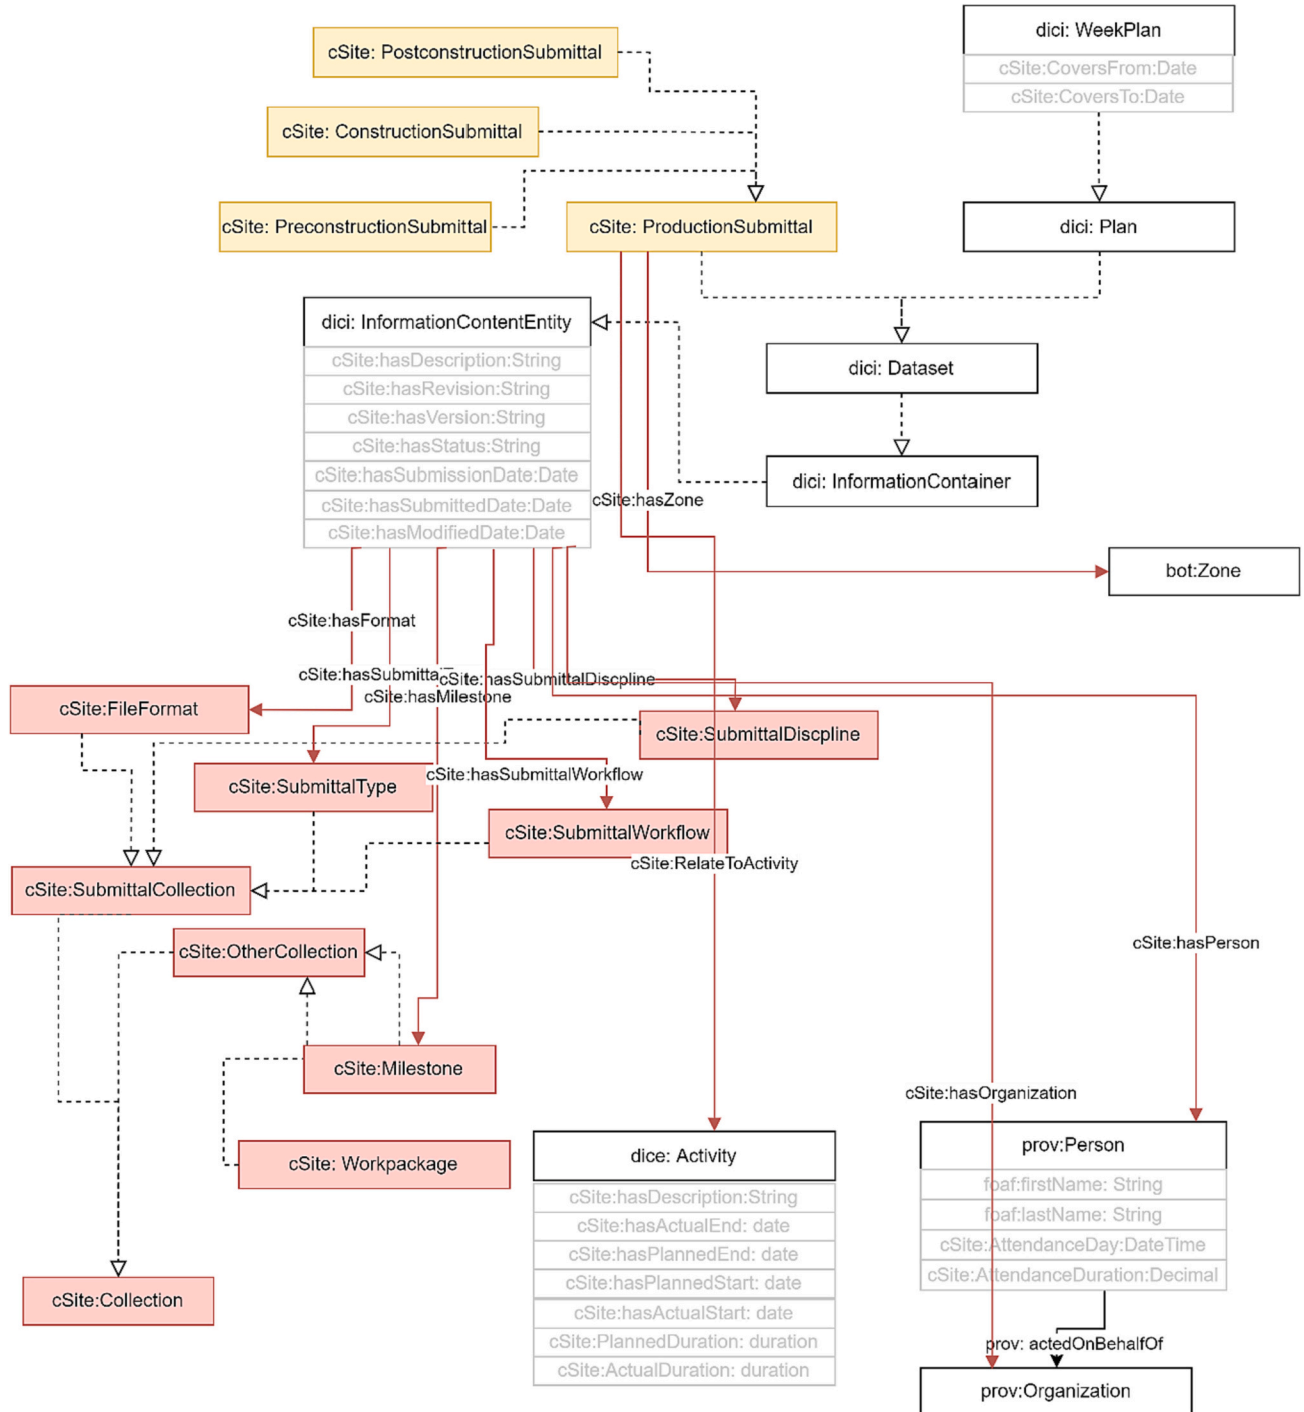 cSite: PostconstructionSubmittal
dici: WeekPlan
cSite:CoversFrom:Date
cSite:CoversTo:Date
cSite: ConstructionSubmittal
cSite: PreconstructionSubmittal
cSite: ProductionSubmittal
dici: Plan
dici: InformationContentEntity
cSite:hasDescription:String
cSite:hasRevision:String
cSite:hasVersion:String
cSite:hasStatus:String
cSite:hasSubmissionDate:Date
cSite:hasSubmittedDate:Date
cSite:hasModifiedDate:Date
dici: Dataset
dici: InformationContainer
cSite:hasZone
bot:Zone
cSite:hasFormat
cSite:hasSubmittalT
cSite:hasSubmittalDiscpline
cSite:hasMilestone
cSite:FileFormat
cSite:SubmittalDiscpline
cSite:SubmittalType
cSite:hasSubmittalWorkflow
cSite:SubmittalWorkflow
cSite:RelateToActivity
cSite:SubmittalCollection
cSite:OtherCollection
cSite:hasPerson
cSite:Milestone
cSite:hasOrganization
cSite: Workpackage
dice: Activity
cSite:hasDescription:String
cSite:hasActualEnd: date
cSite:hasPlannedEnd: date
cSite:hasPlannedStart: date
cSite:hasActualStart: date
cSite:PlannedDuration: duration
cSite:ActualDuration: duration
prov:Person
foaf:firstName: String
foaf:lastName: String
cSite:AttendanceDay:DateTime
cSite:AttendanceDuration:Decimal
cSite:Collection
prov: actedOnBehalfOf
prov:Organization